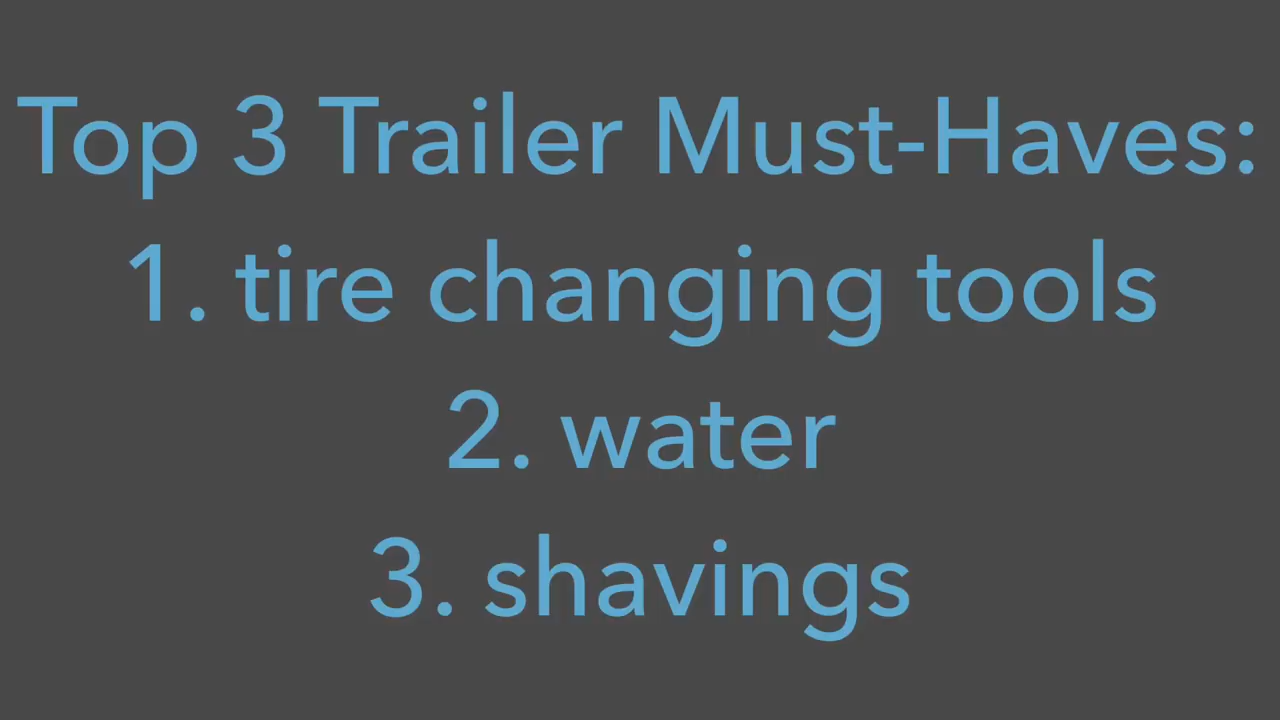 Top 3 Trailer Must-Haves:
1. tire changing tools
2. water
3. shavings